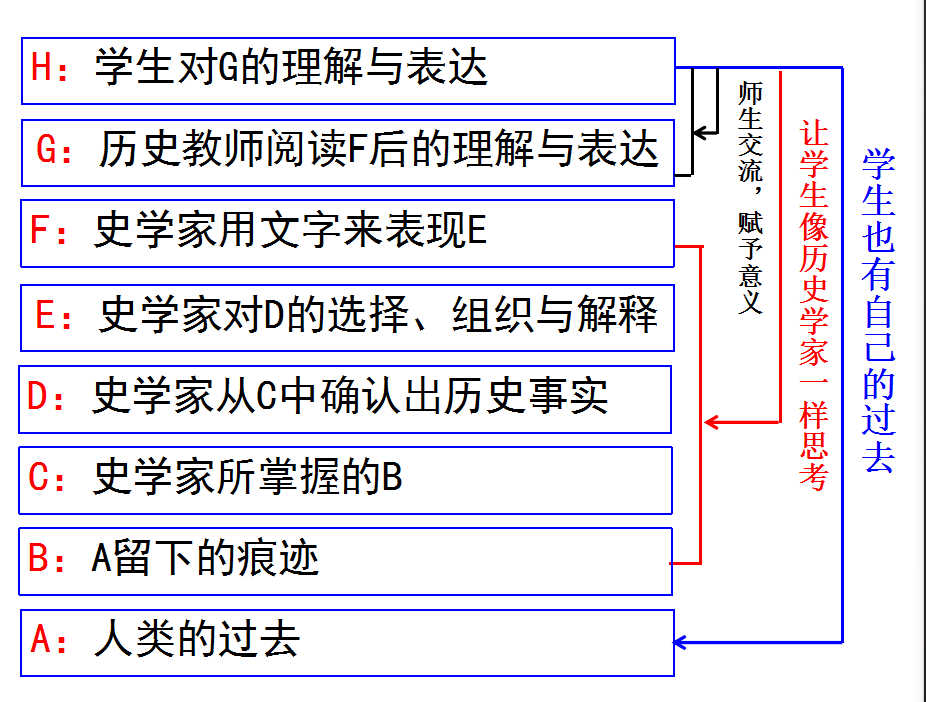 H：学生对G的理解与表达
G：历史教师阅读F后的理解与表达
F：史学家用文字来表现E
E：史学家对D的选择、组织与解释
D：史学家从C中确认出历史事实
C：史学家所掌握的B
B：A留下的痕迹
A：人类的过去
师生交流，赋予意义
让学生像历史学家一样思考
学生也有自己的过去